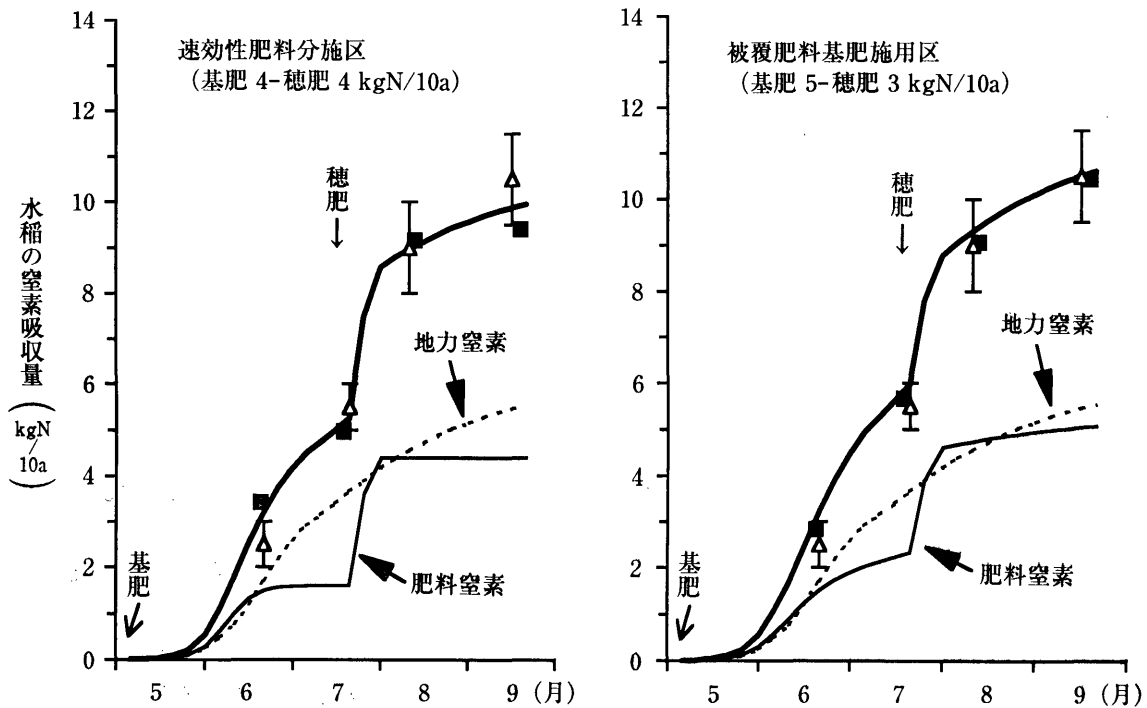 水稲の窒素吸収量(kgN/10a)
14
12
10
8
6
4
2
0
速効性肥料分施区
(基肥 4-穂肥 4 kgN/10a)
穂肥
地力窒素
基肥
肥料窒素
5 6 7 8 9 (月)
14
12
10
8
6
4
2
0
被覆肥料基肥施用区
(基肥 5-穂肥 3 kgN/10a)
穂肥
地力窒素
基肥
肥料窒素
5 6 7 8 9 (月)